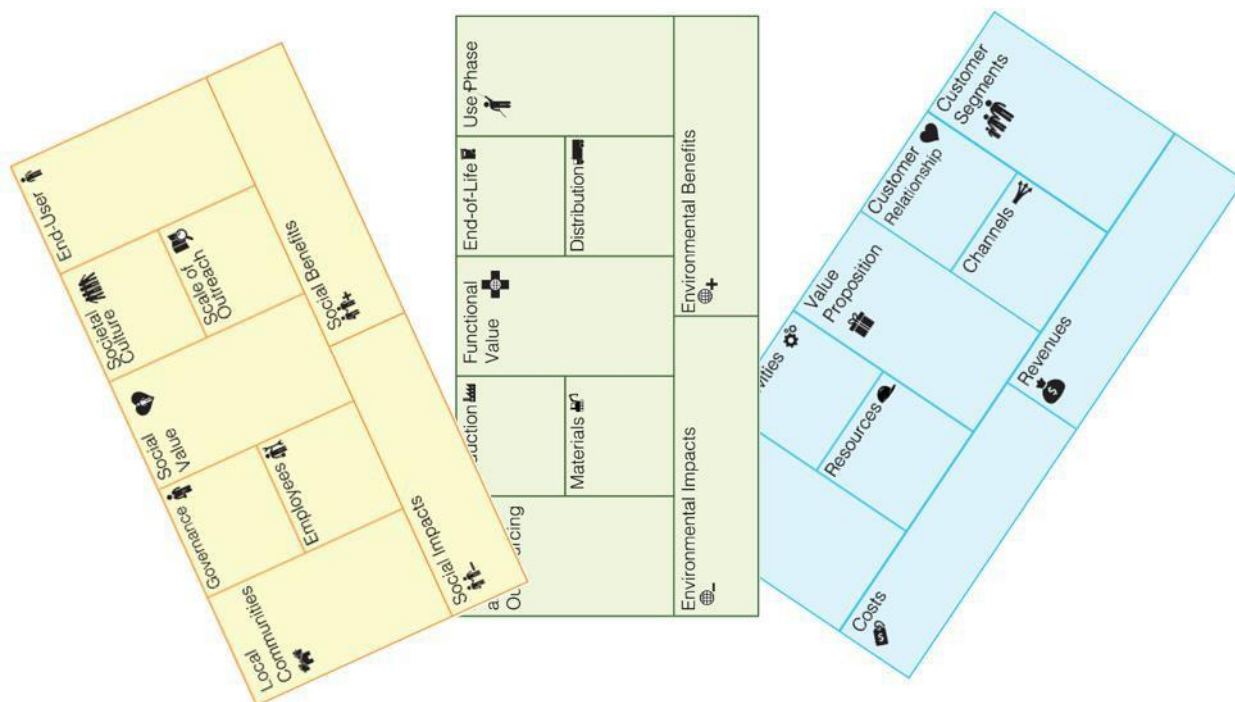 Local
Communities
Governance
Employees
Social
Value
Societal
Culture
Scale of
Outreach
End-User
Social Impacts
Social Benefits
uction
Materials
Functional
Value
End-of-Life
Distribution
Use Phase
Environmental Impacts
Environmental Benefits
vities
Resources
Value
Proposition
Customer
Relationship
Channels
Customer
Segments
Costs
Revenues